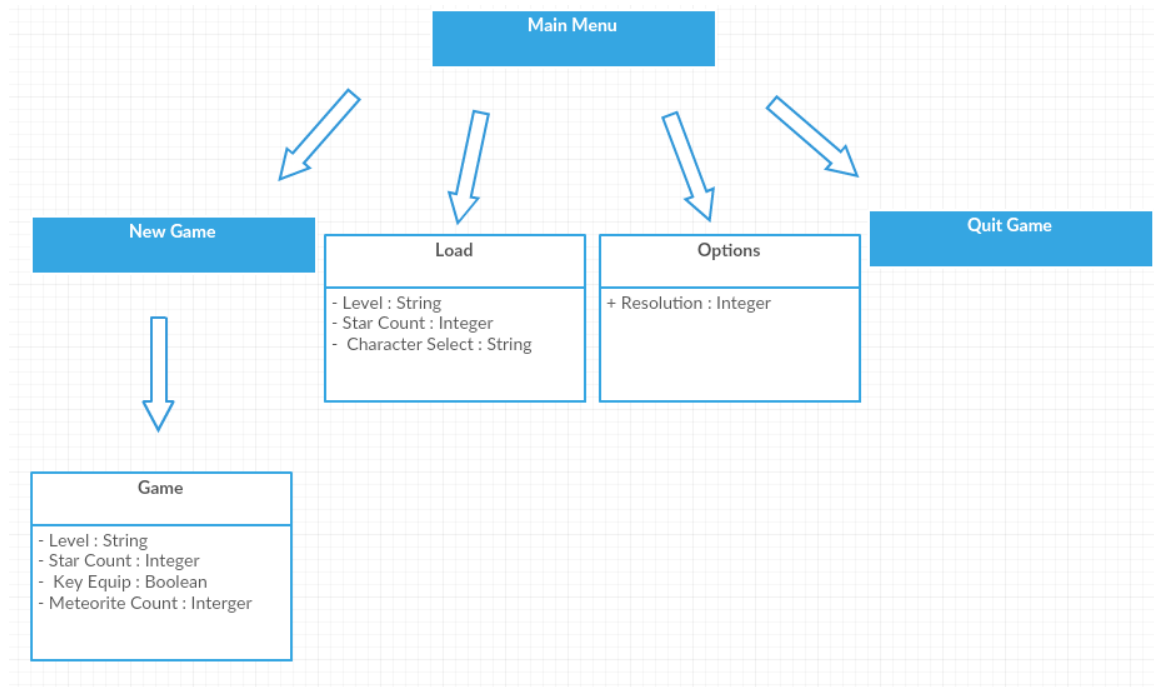 Main Menu
New Game
Load
- Level : String
- Star Count : Integer
-  Character Select : String
Options
+ Resolution : Integer
Quit Game
Game
- Level : String
- Star Count : Integer
-  Key Equip : Boolean
- Meteorite Count : Interger